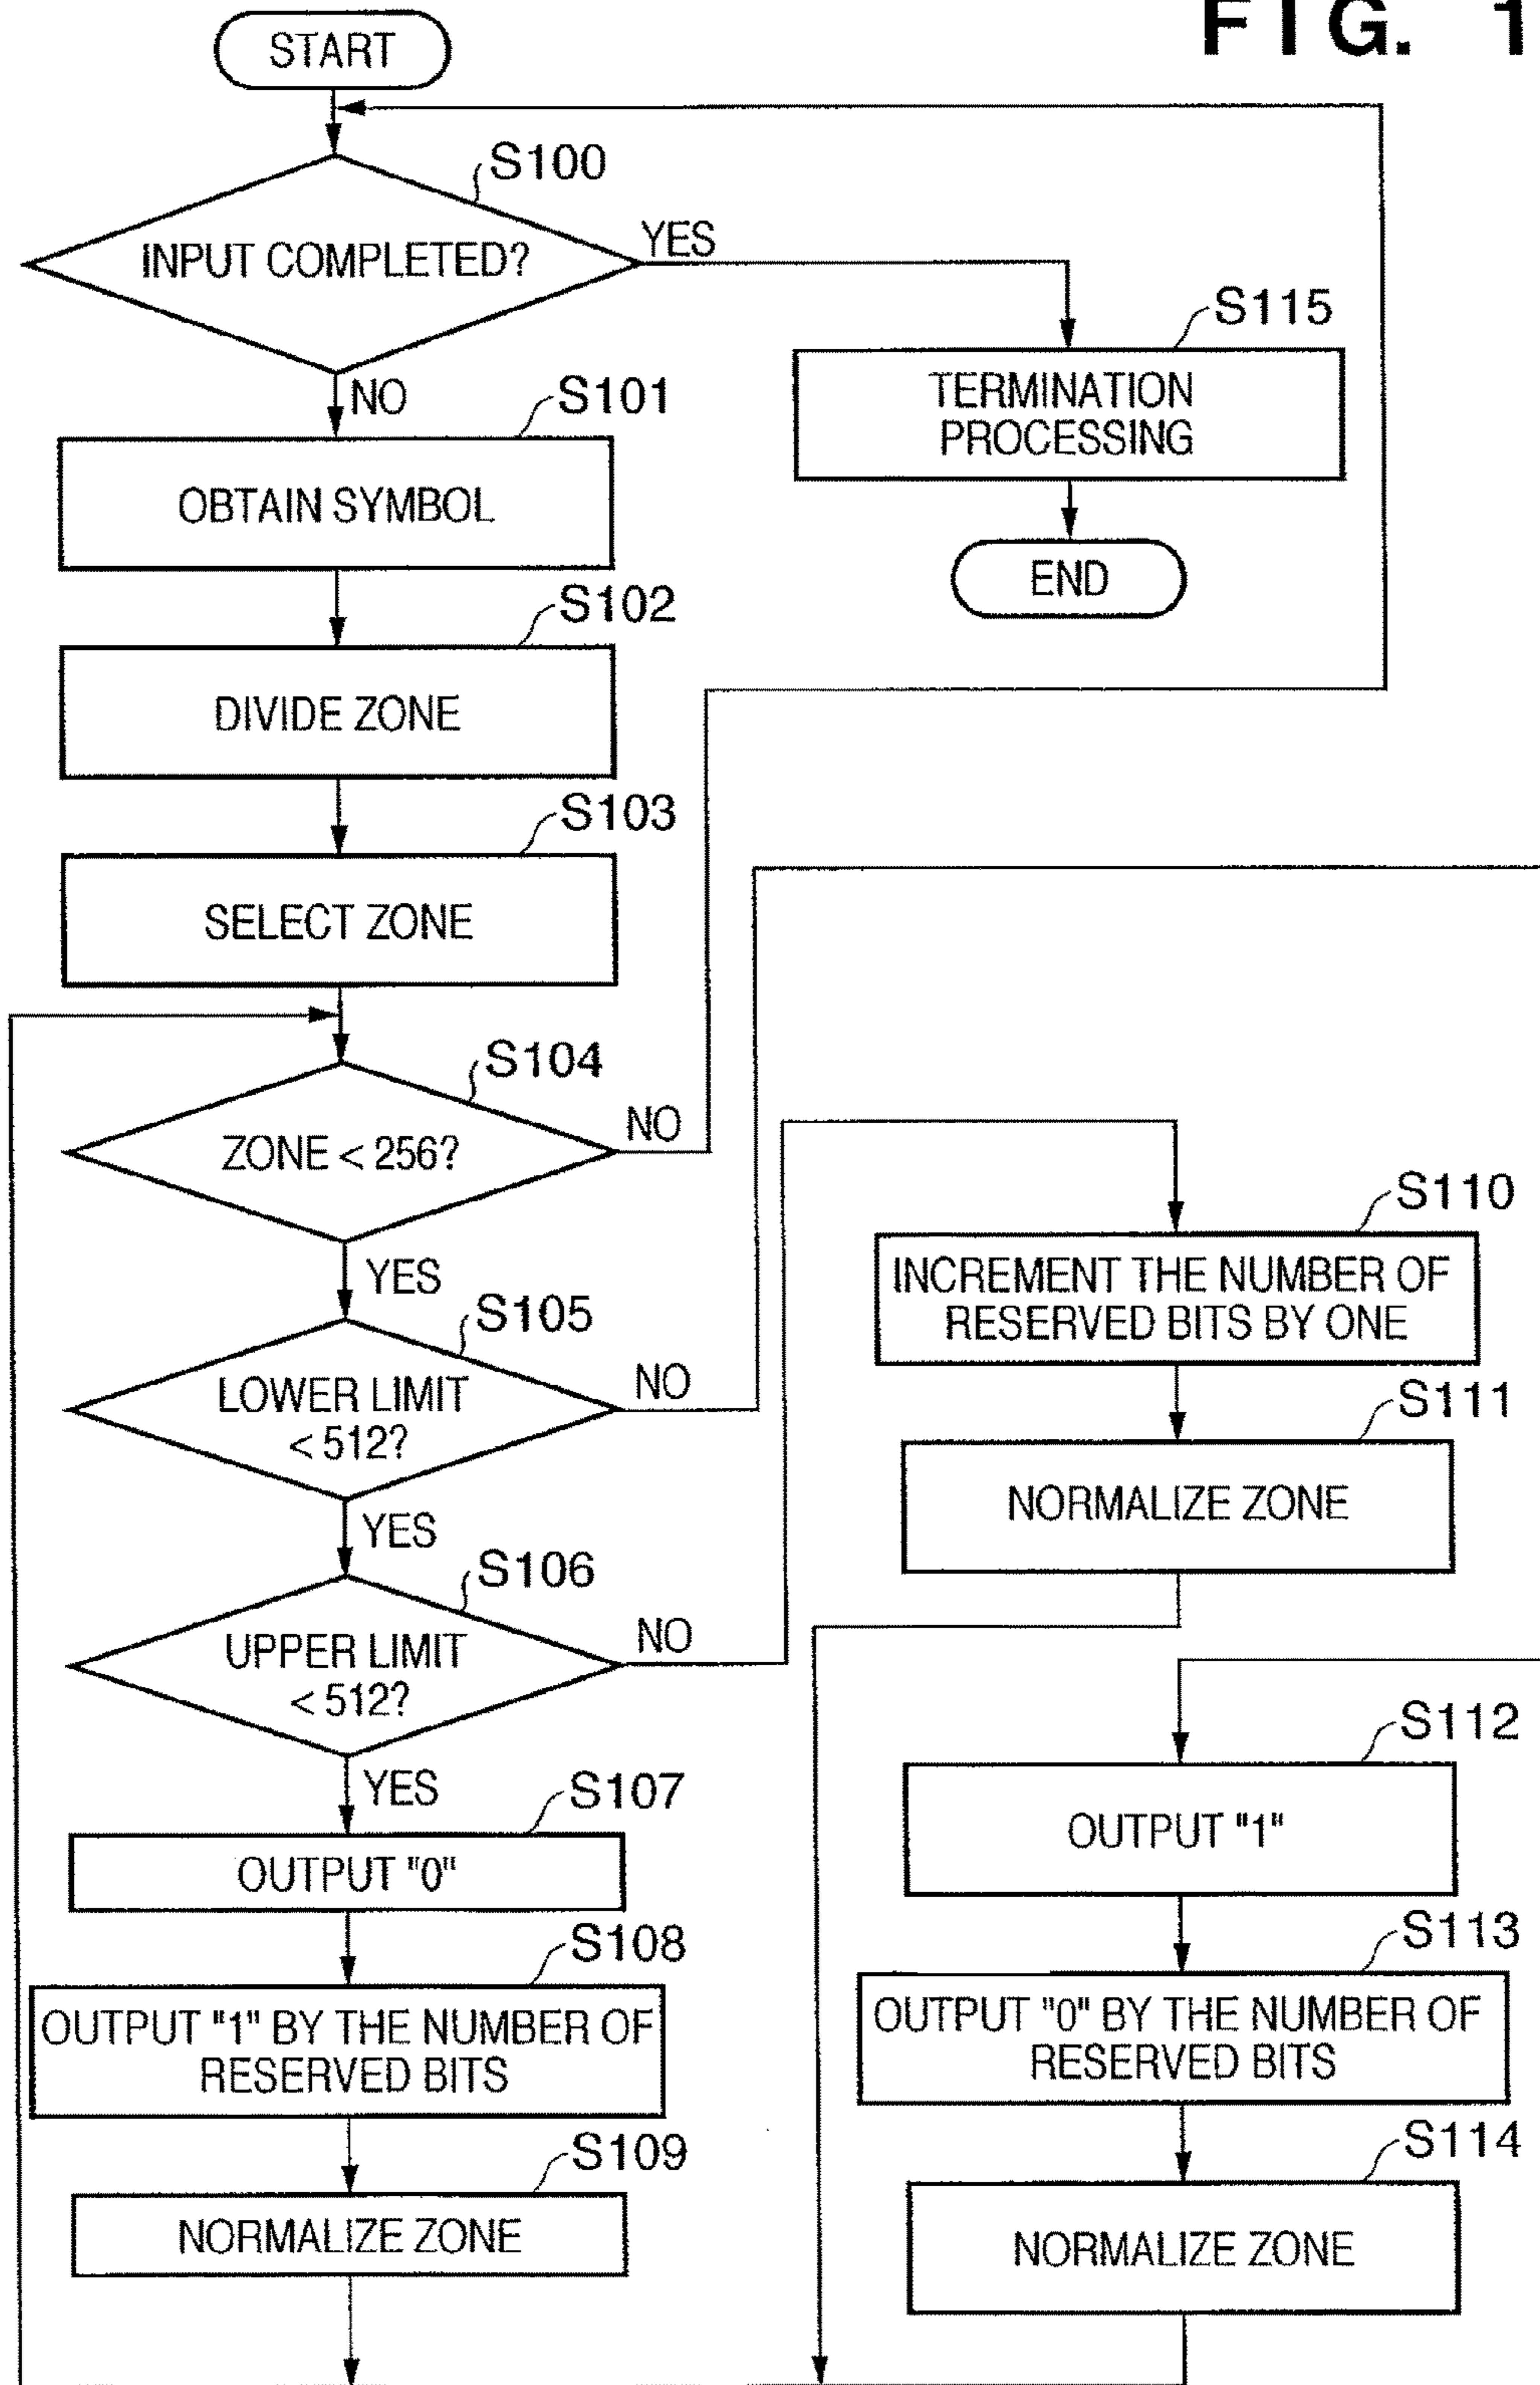 FIG. 1
START
S100
INPUT COMPLETED?
YES
S115
TERMINATION
PROCESSING
END
NO
S101
OBTAIN SYMBOL
S102
DIVIDE ZONE
S103
SELECT ZONE
S104
ZONE < 256?
NO
YES
S105
LOWER LIMIT
< 512?
NO
YES
S106
UPPER LIMIT
< 512?
NO
YES
S107
OUTPUT "0"
S108
OUTPUT "1" BY THE NUMBER OF
RESERVED BITS
S109
NORMALIZE ZONE
S110
INCREMENT THE NUMBER OF
RESERVED BITS BY ONE
S111
NORMALIZE ZONE
S112
OUTPUT "1"
S113
OUTPUT "0" BY THE NUMBER OF
RESERVED BITS
S114
NORMALIZE ZONE